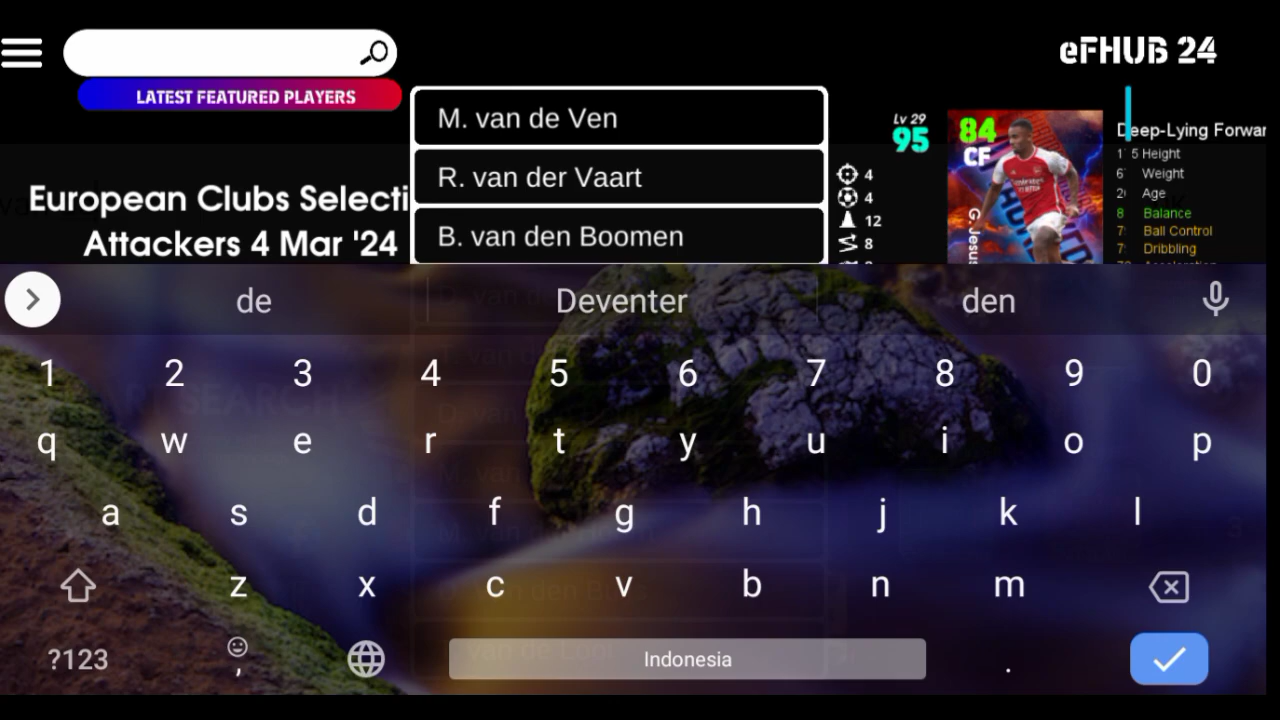 eFHUB 24
LATEST FEATURED PLAYERS
M. van de Ven
R. van der Vaart
B. van den Boomen
European Clubs Selecti
Attackers 4 Mar '24
Lv 29
95
4
4
12
8
84
CF
G. Jesus
Deep-Lying Forwar
5 Height
Weight
Age
Balance
Ball Control
Dribbling
de
Deventer
den
1 2 3 4 5 6 7 8 9 0
q w e r t y u i o p
a s d f g h j k l
z x c v b n m
?123
,
Indonesia
.